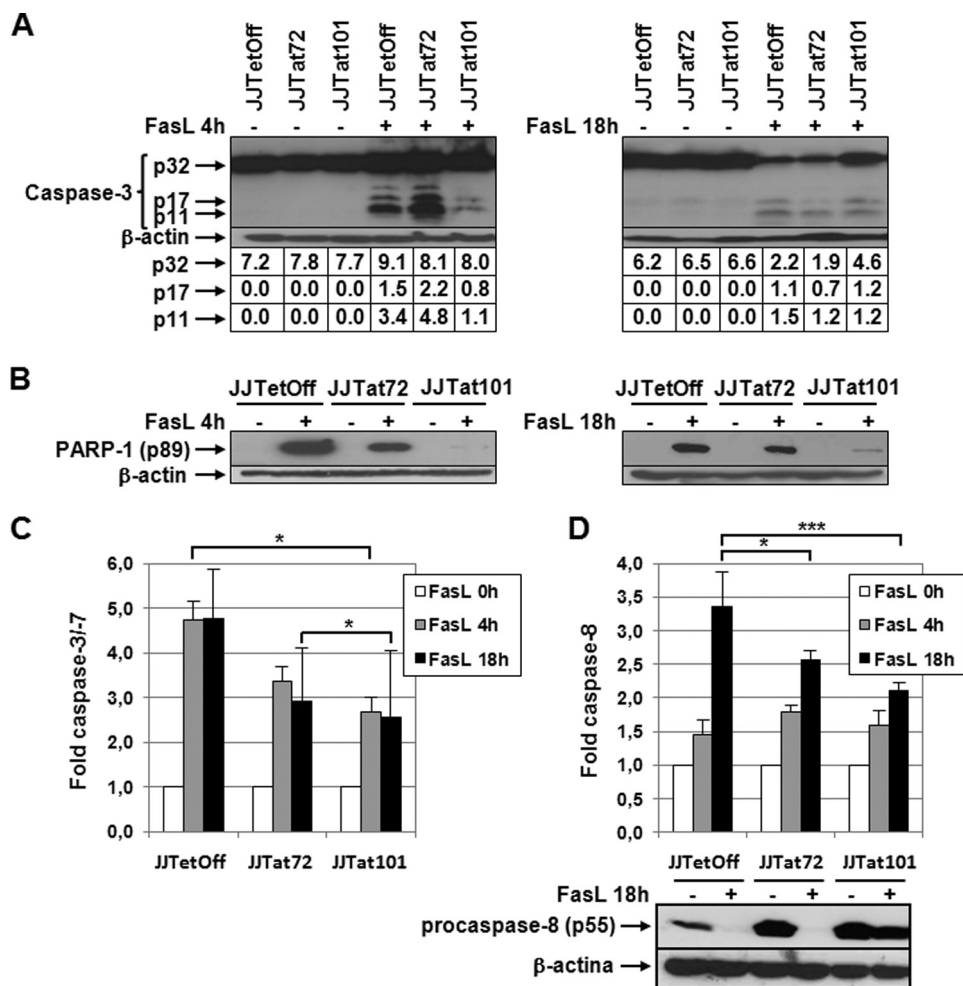 A
JJTetOff JJTat72 JJTat101 JJTetOff JJTat72 JJTat101
FasL 4h - - - + + +
Caspase-3
p32
p17
p11
β-actin
p32 7.2 7.8 7.7 9.1 8.1 8.0
p17 0.0 0.0 0.0 1.5 2.2 0.8
p11 0.0 0.0 0.0 3.4 4.8 1.1
JJTetOff JJTat72 JJTat101 JJTetOff JJTat72 JJTat101
FasL 18h - - - + + +
6.2 6.5 6.6 2.2 1.9 4.6
0.0 0.0 0.0 1.1 0.7 1.2
0.0 0.0 0.0 1.5 1.2 1.2
B
JJTetOff JJTat72 JJTat101
FasL 4h - + - + - +
PARP-1 (p89)
β-actin
JJTetOff JJTat72 JJTat101
FasL 18h - + - + - +
C
Fold caspase-3/-7
6,0
5,0
4,0
3,0
2,0
1,0
0,0
*
*
FasL 0h
FasL 4h
FasL 18h
JJTetOff JJTat72 JJTat101
D
Fold caspase-8
4,0
3,5
3,0
2,5
2,0
1,5
1,0
0,5
0,0
***
*
FasL 0h
FasL 4h
FasL 18h
JJTetOff JJTat72 JJTat101
FasL 18h - + - + - +
procaspase-8 (p55)
β-actina